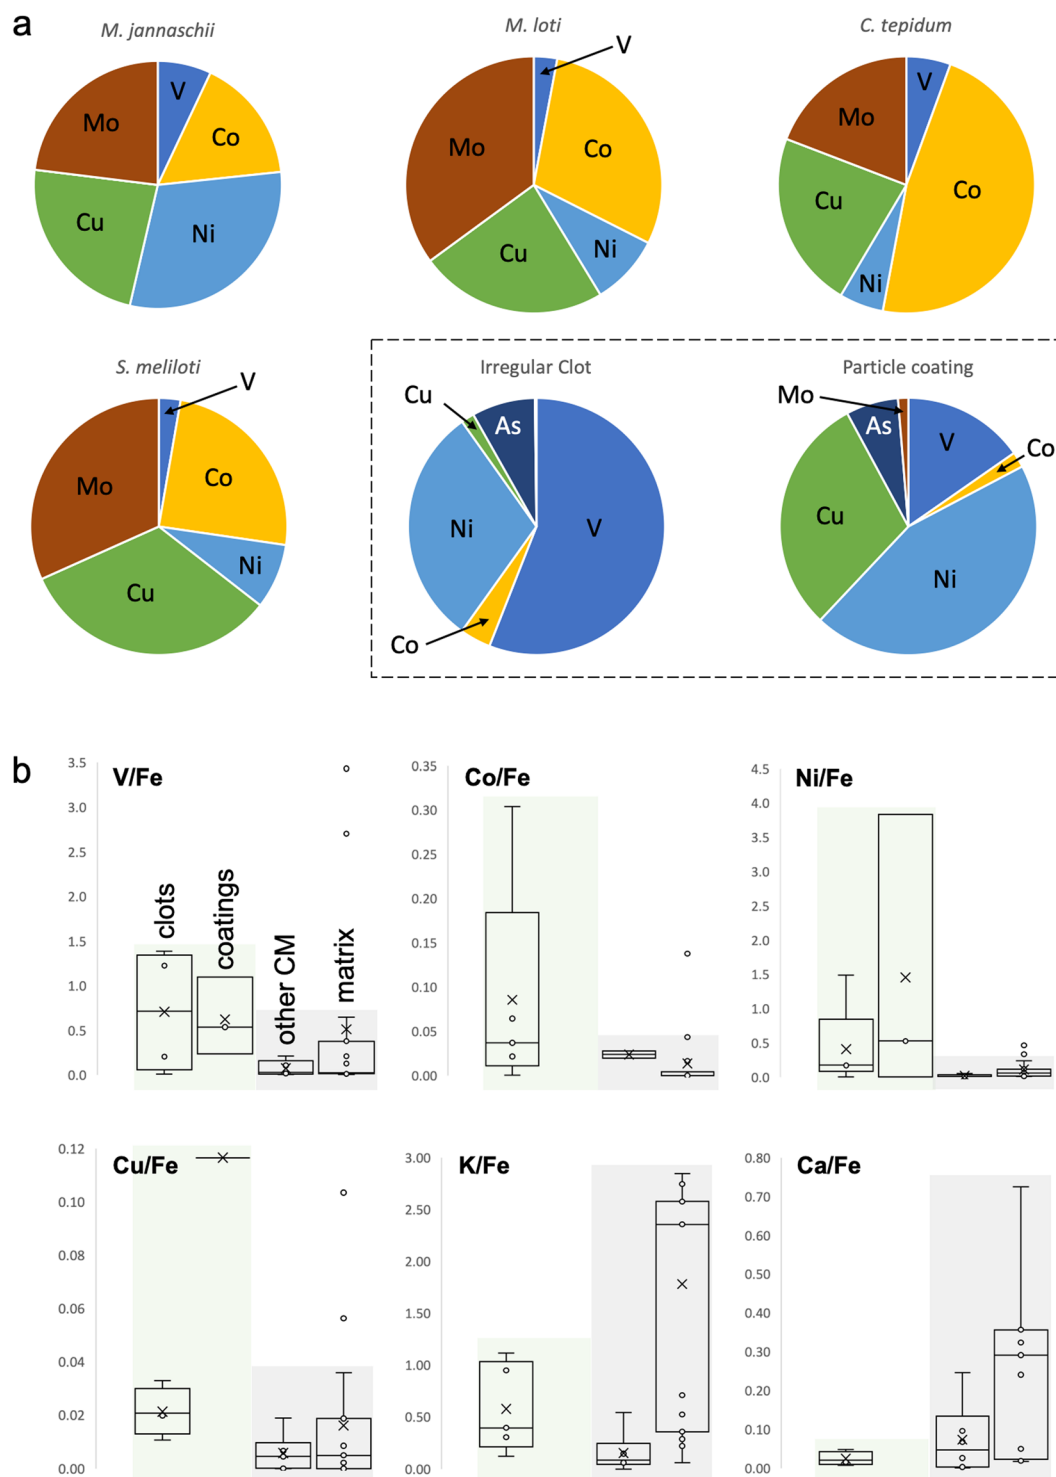 a
M. jannaschii
M. loti
C. tepidum
V
Co
Ni
Cu
Mo
V
Co
Ni
Cu
Mo
V
Co
Ni
Cu
Mo
S. meliloti
Irregular Clot
Particle coating
V
Co
Ni
Cu
Mo
Cu
As
V
Ni
Co
Mo
As
V
Co
Cu
Ni
b
V/Fe
3.5
3.0
2.5
2.0
1.5
1.0
0.5
0.0
clots
coatings
other CM
matrix
Co/Fe
0.35
0.30
0.25
0.20
0.15
0.10
0.05
0.00
Ni/Fe
4.5
4.0
3.5
4.0
2.5
2.0
1.5
1.0
0.5
0.0
Cu/Fe
0.12
0.10
0.08
0.06
0.04
0.02
0.00
K/Fe
3.00
2.50
2.00
1.50
1.00
0.50
0.00
Ca/Fe
0.80
0.70
0.60
0.50
0.40
0.30
0.20
0.10
0.00